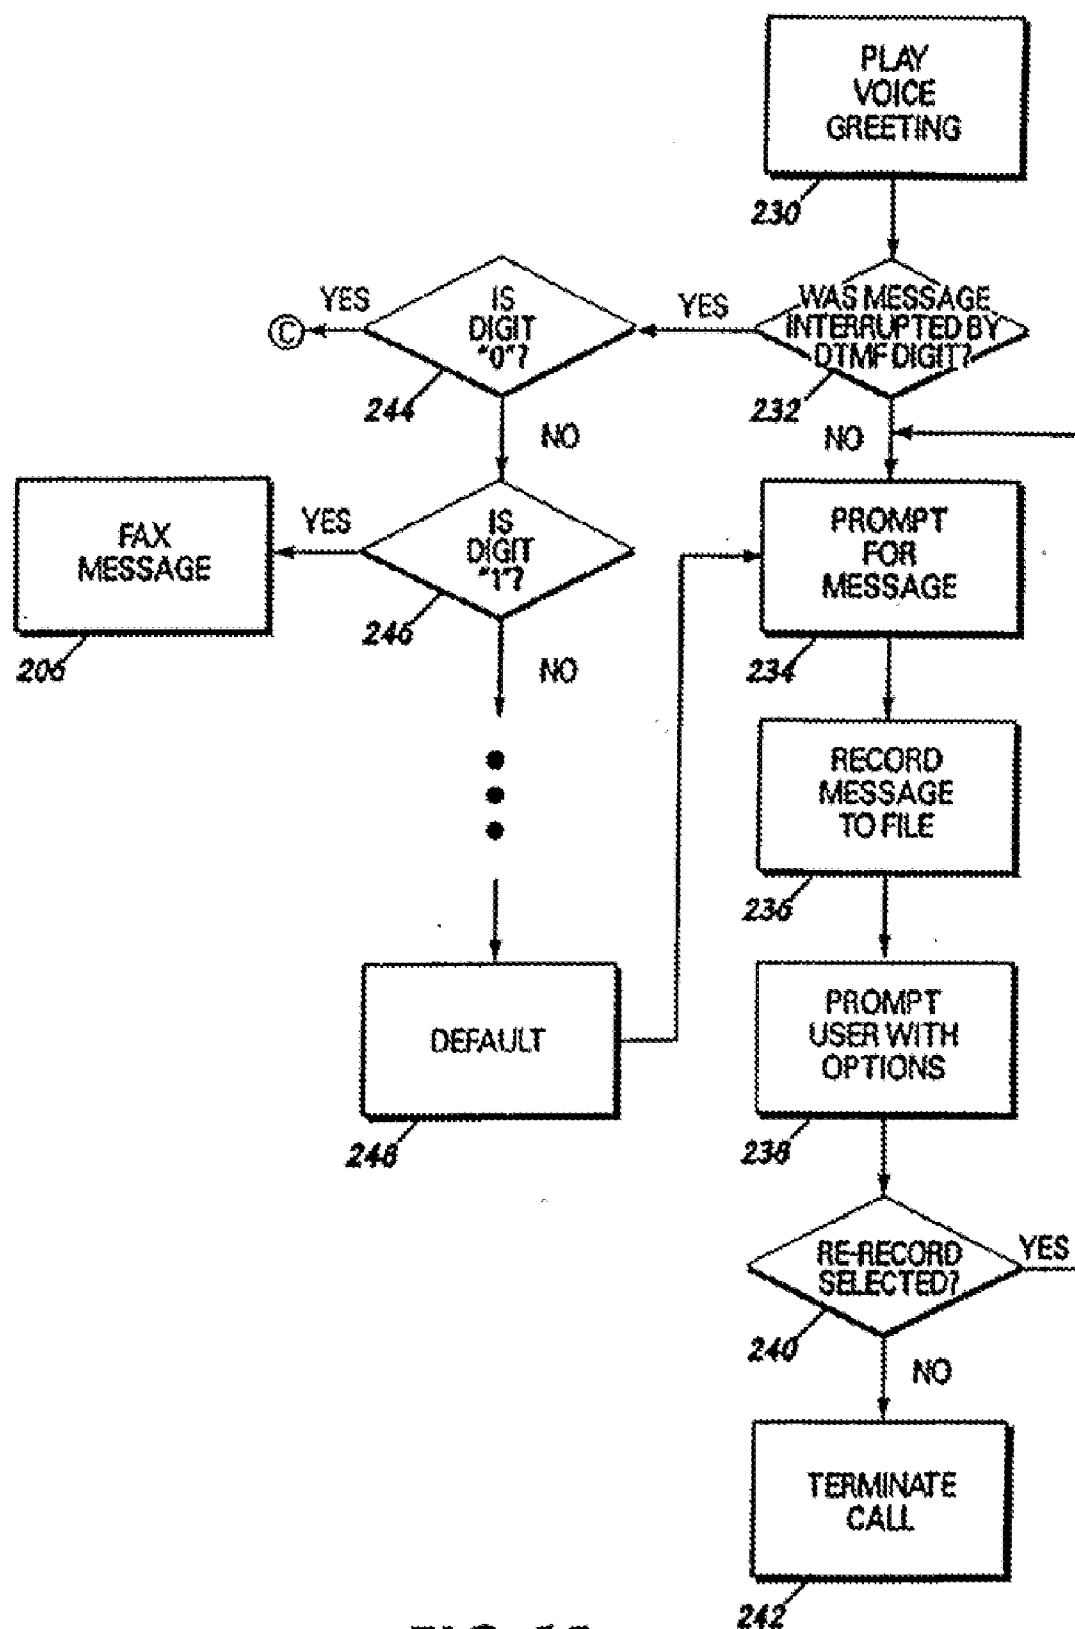 PLAY
VOICE
GREETING
230
WAS MESSAGE
INTERRUPTED BY
DTMF DIGIT?
232
YES
NO
IS
DIGIT
"0"?
244
YES
C
NO
IS
DIGIT
"1"?
246
YES
FAX
MESSAGE
206
NO
DEFAULT
248
PROMPT
FOR
MESSAGE
234
RECORD
MESSAGE
TO FILE
236
PROMPT
USER WITH
OPTIONS
238
RE-RECORD
SELECTED?
240
YES
NO
TERMINATE
CALL
242